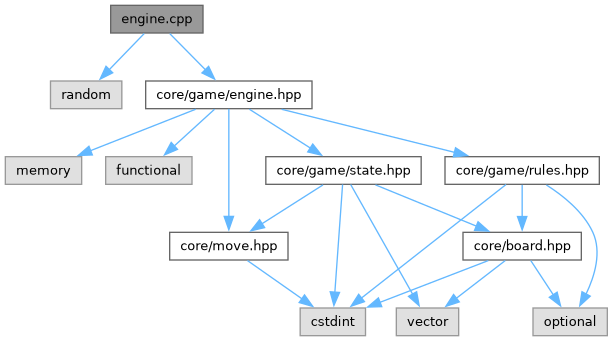 engine.cpp
random
core/game/engine.hpp
memory
functional
core/game/state.hpp
core/game/rules.hpp
core/move.hpp
core/board.hpp
cstdint
vector
optional